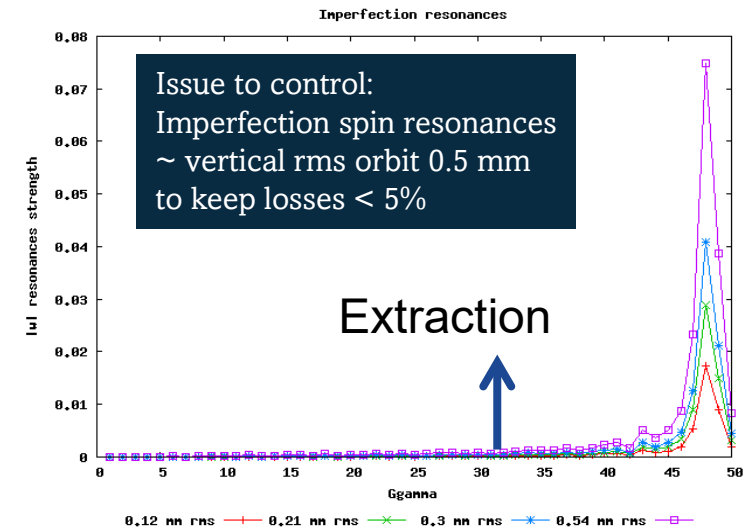 Imperfection resonances
Issue to control:
Imperfection spin resonances
~ vertical rms orbit 0.5 mm
to keep losses < 5%
Extraction
|w| resonances strength
0.08
0.07
0.06
0.05
0.04
0.03
0.02
0.01
0
0 5 10 15 20 25 30 35 40 45 50
Ggamma
0.12 mm rms 0.21 mm rms 0.3 mm rms 0.54 mm rms